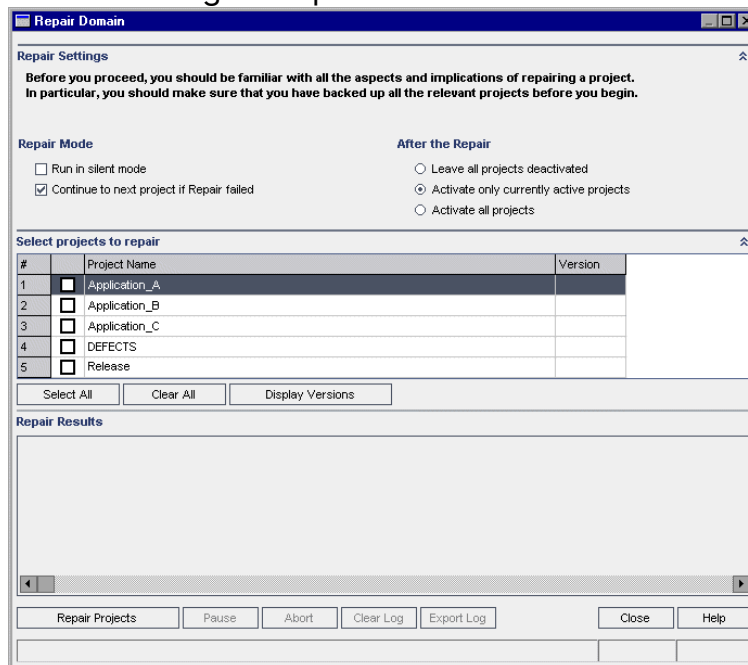 Repair Domain
Repair Settings
Before you proceed, you should be familiar with all the aspects and implications of repairing a project.
In particular, you should make sure that you have backed up all the relevant projects before you begin.
Repair Mode
After the Repair
Run in silent mode
Leave all projects deactivated
Continue to next project if Repair failed
Activate only currently active projects
Activate all projects
Select projects to repair
# Project Name Version
1 Application_A
2 Application_B
3 Application_C
4 DEFECTS
5 Release
Select All Clear All Display Versions
Repair Results
Repair Projects Pause Abort Clear Log Export Log Close Help